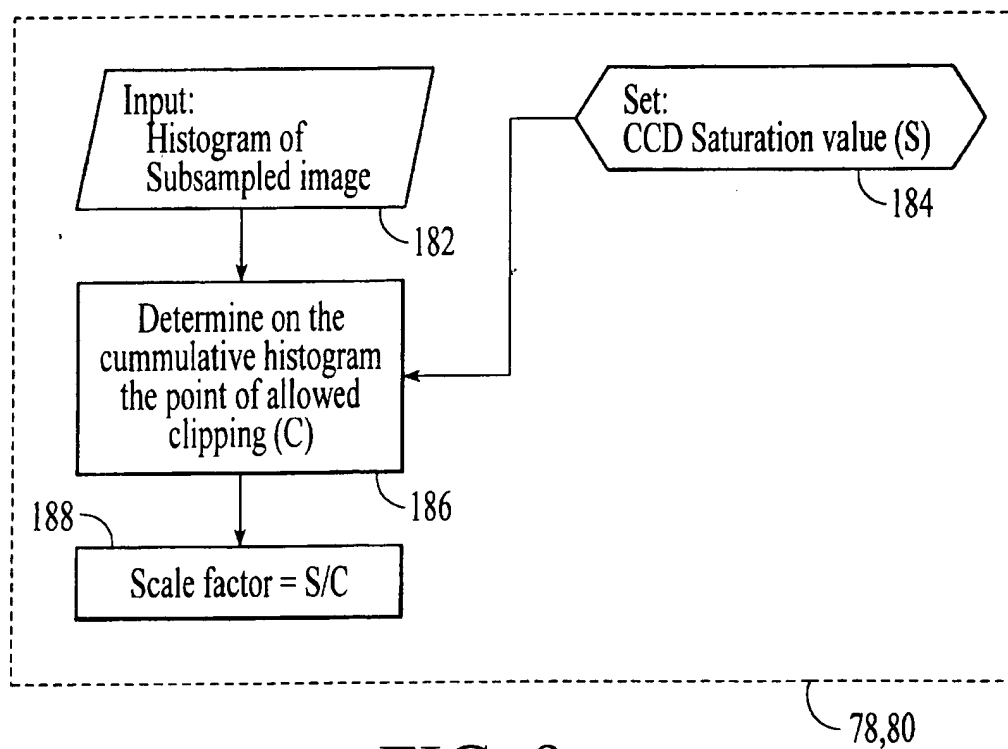 Input:
Histogram of
Subsampled image
182
Set:
CCD Saturation value (S)
184
Determine on the
cummulative histogram
the point of allowed
clipping (C)
186
188
Scale factor = S/C
78,80